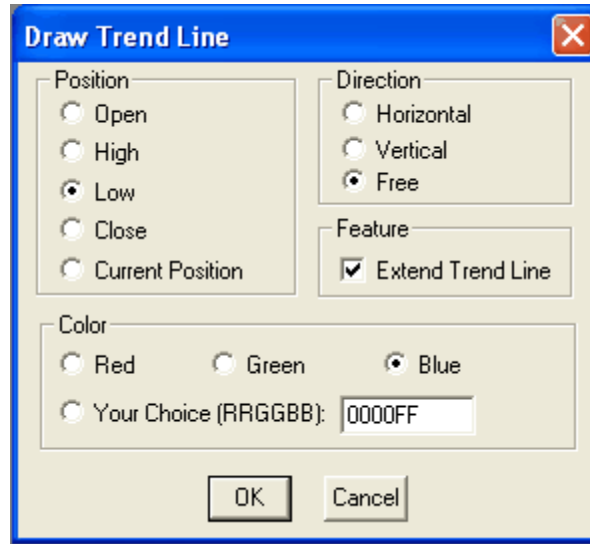 Draw Trend Line
Position
Open
High
Low
Close
Current Position
Direction
Horizontal
Vertical
Free
Feature
Extend Trend Line
Color
Red Green Blue
Your Choice (RRGGBB): 0000FF
OK Cancel